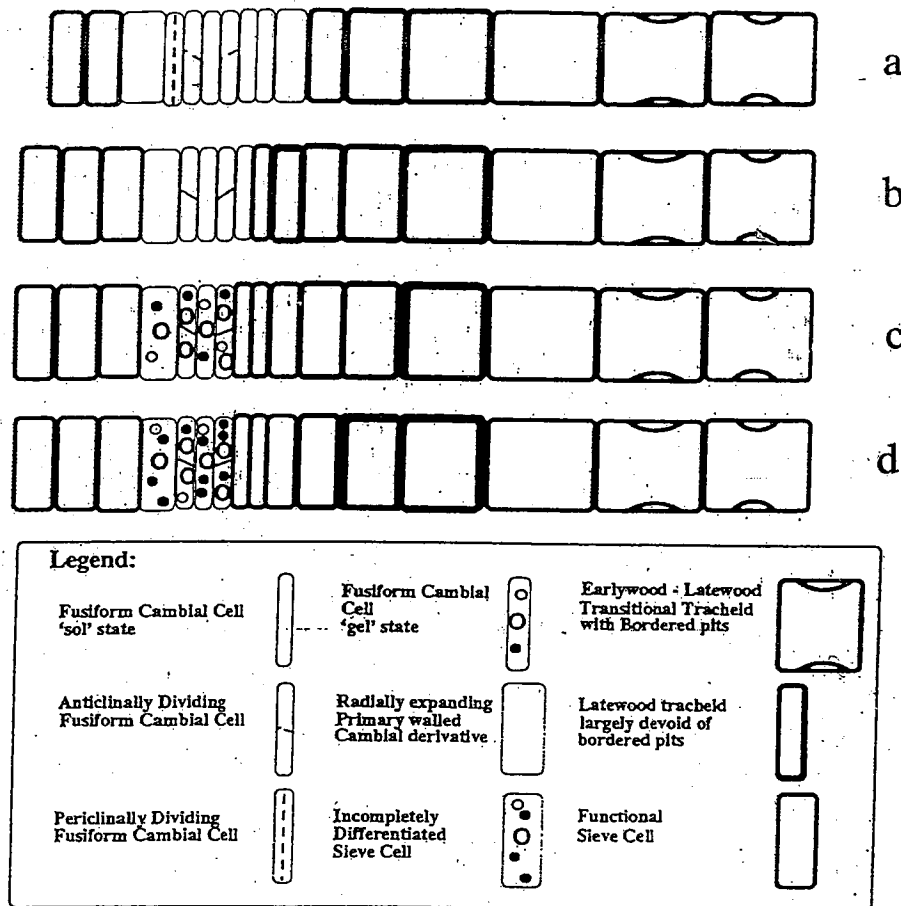 a
b
c
d
Legend:
Fusiform Cambial Cell
'sol' state
Fusiform Cambial
Cell
'gel' state
Earlywood - Latewood
Transitional Tracheid
with Bordered pits
Anticlinally Dividing
Fusiform Cambial Cell
Radially expanding
Primary walled
Cambial derivative
Latewood tracheid
largely devoid of
bordered pits
Periclinally Dividing
Fusiform Cambial Cell
Incompletely
Differentiated
Sieve Cell
Functional
Sieve Cell